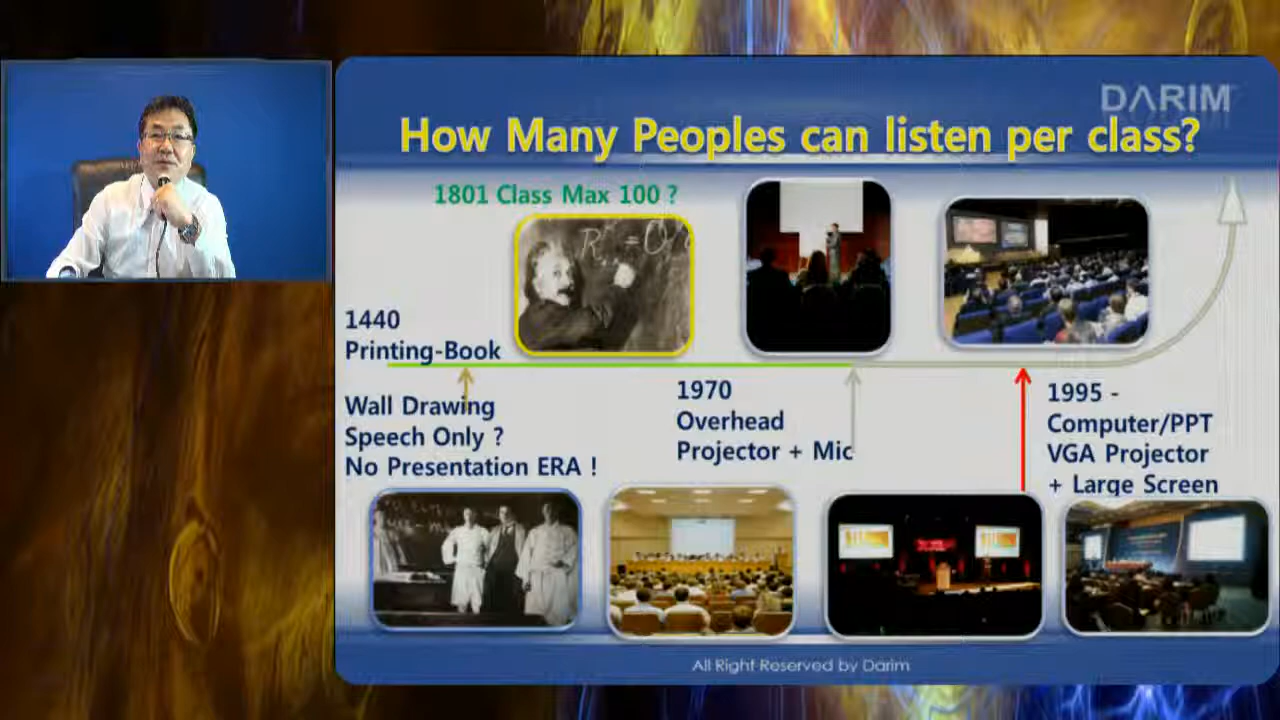 DARIM
How Many Peoples can listen per class?
1801 Class Max 100 ?
1440
Printing-Book
Wall Drawing
Speech Only ?
No Presentation ERA !
1970
Overhead
Projector + Mic
1995 -
Computer/PPT
VGA Projector
+ Large Screen
All Right Reserved by Darim